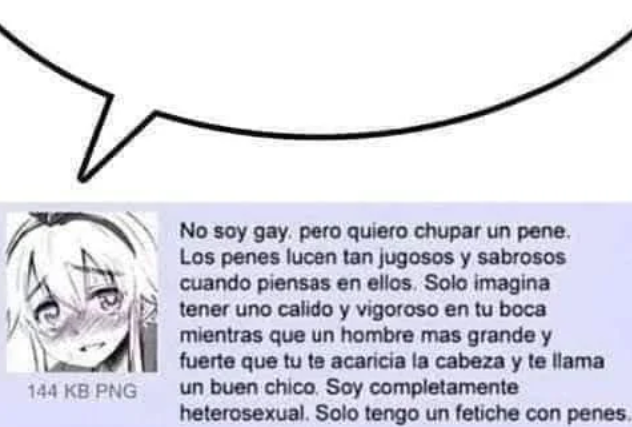 No soy gay. pero quiero chupar un pene.
Los penes lucen tan jugosos y sabrosos
cuando piensas en ellos. Solo imagina
tener uno calido y vigoroso en tu boca
mientras que un hombre mas grande y
fuerte que tu te acaricia la cabeza y te llama
un buen chico. Soy completamente
heterosexual. Solo tengo un fetiche con penes.
144 KB PNG